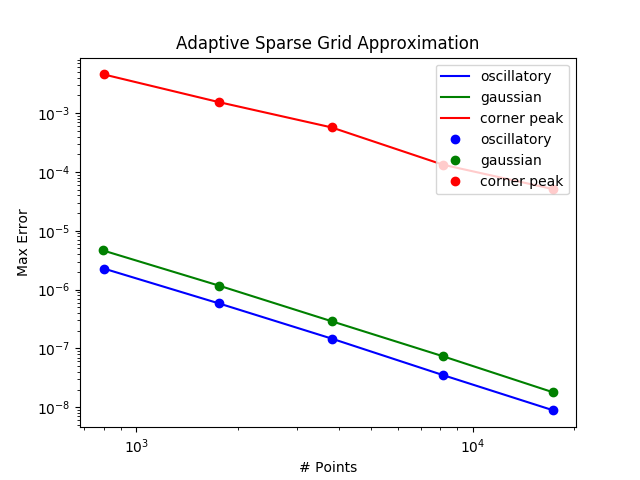 Adaptive Sparse Grid Approximation
oscillatory
gaussian
corner peak
oscillatory
gaussian
corner peak
Max Error
10⁻³
10⁻⁴
10⁻⁵
10⁻⁶
10⁻⁷
10⁻⁸
10³
10⁴
# Points